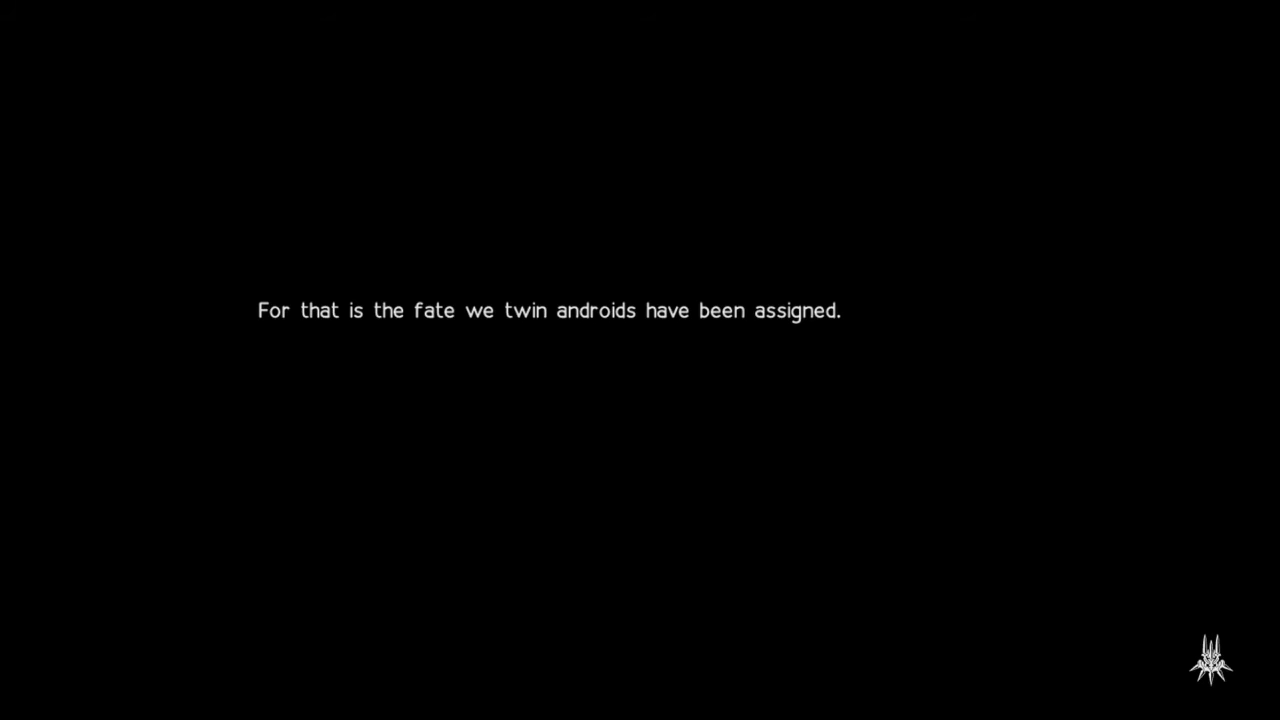 For that is the fate we twin androids have been assigned.